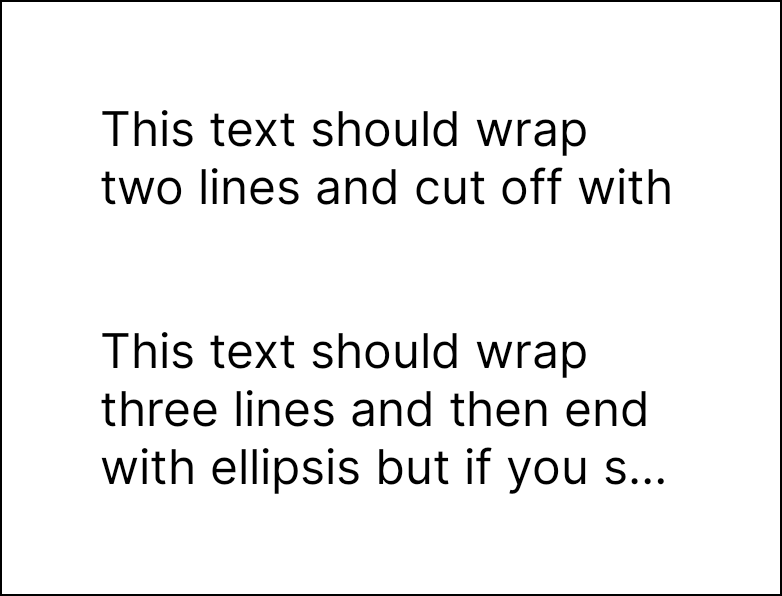 This text should wrap
two lines and cut off with
This text should wrap
three lines and then end
with ellipsis but if you s...